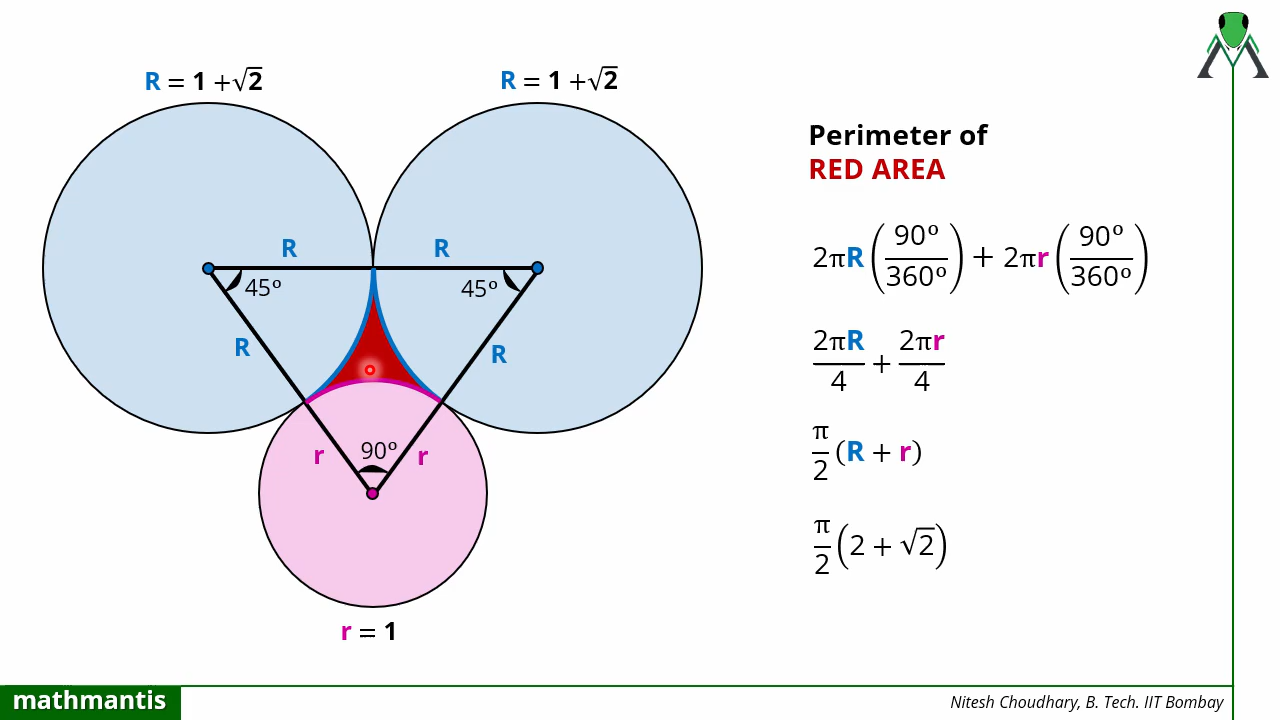 R = 1 +√2
R = 1 +√2
R
R
45º
45º
R
R
r
90º
r
r = 1
Perimeter of
RED AREA
2πR(90º/360º) + 2πr(90º/360º)
2πR/4 + 2πr/4
π/2 (R + r)
π/2 (2 + √2)
mathmantis
Nitesh Choudhary, B. Tech. IIT Bombay